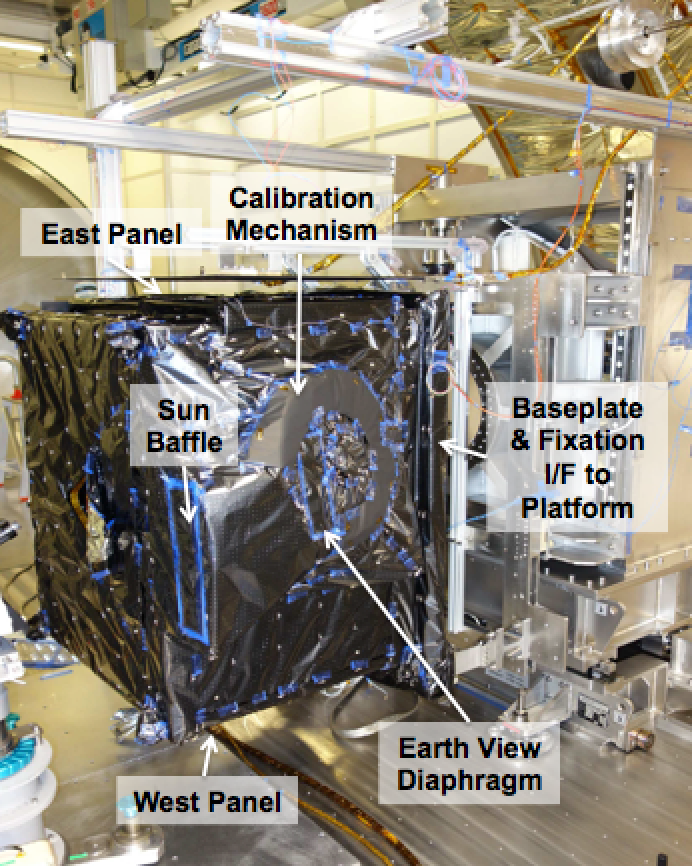 Calibration
Mechanism
East Panel
Sun
Baffle
Baseplate
& Fixation
I/F to
Platform
Earth View
Diaphragm
West Panel